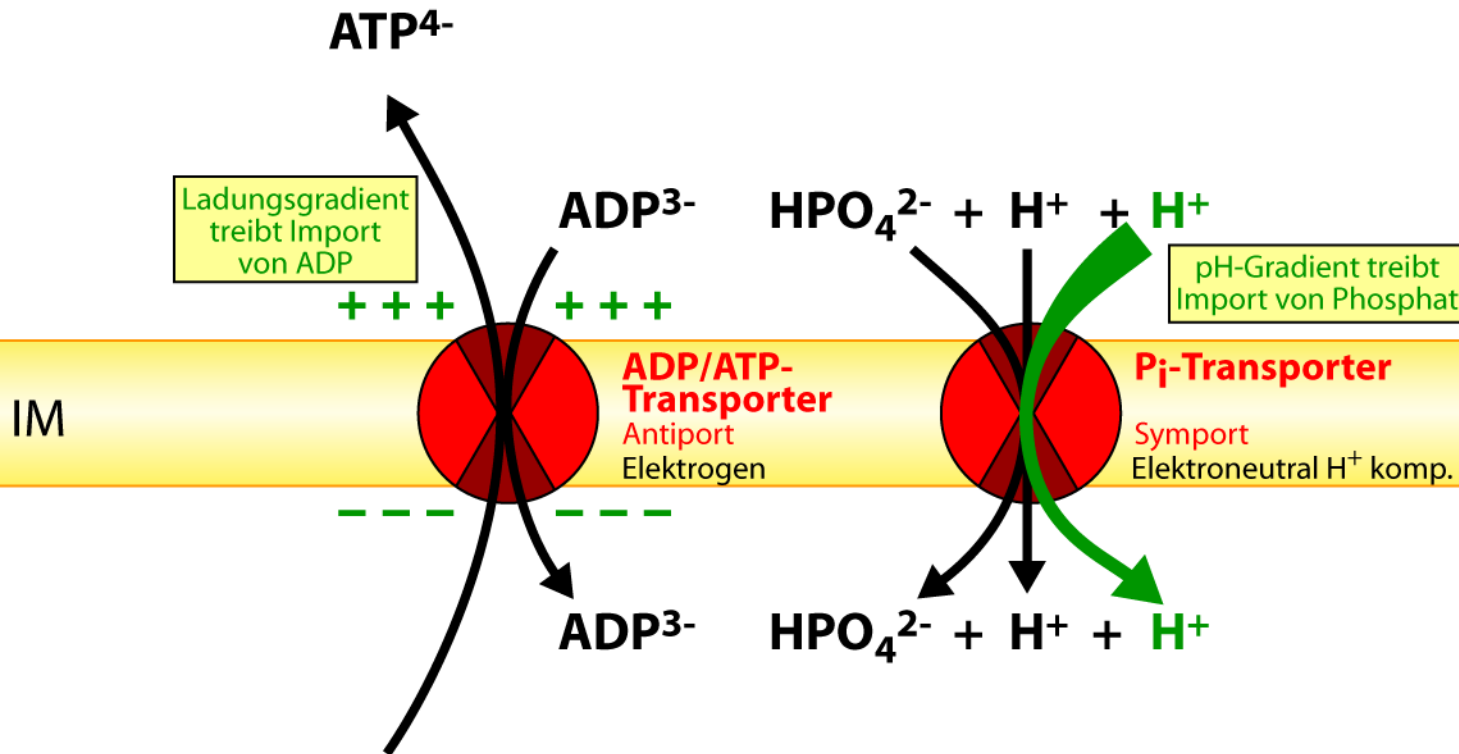 ATP⁴⁻
Ladungsgradient
treibt Import
von ADP
ADP³⁻
HPO₄²⁻ + H⁺ + H⁺
pH-Gradient treibt
Import von Phosphat
+ + +
+ + +
IM
ADP/ATP-
Transporter
Antiport
Elektrogen
Pi-Transporter
Symport
Elektroneutral H⁺ komp.
− − −
− − −
ADP³⁻
HPO₄²⁻ + H⁺ + H⁺